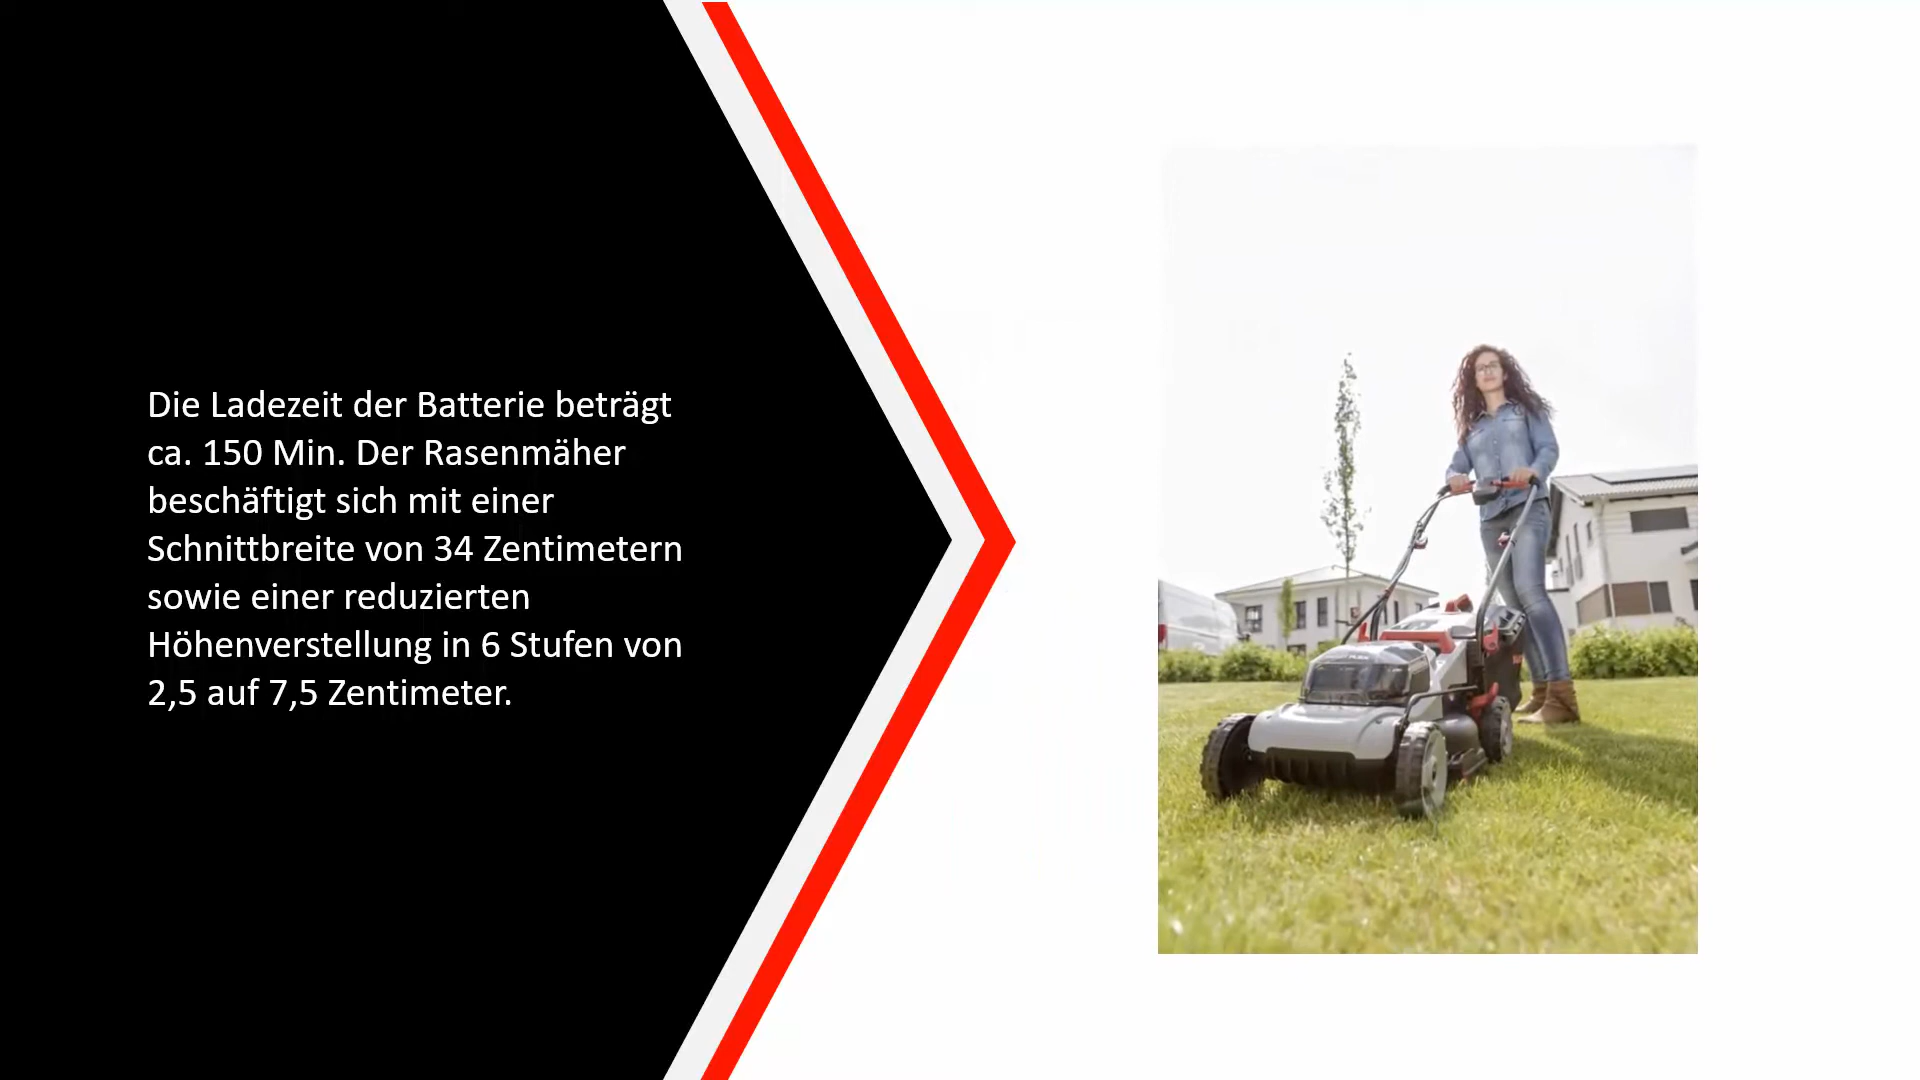 Die Ladezeit der Batterie beträgt
ca. 150 Min. Der Rasenmäher
beschäftigt sich mit einer
Schnittbreite von 34 Zentimetern
sowie einer reduzierten
Höhenverstellung in 6 Stufen von
2,5 auf 7,5 Zentimeter.